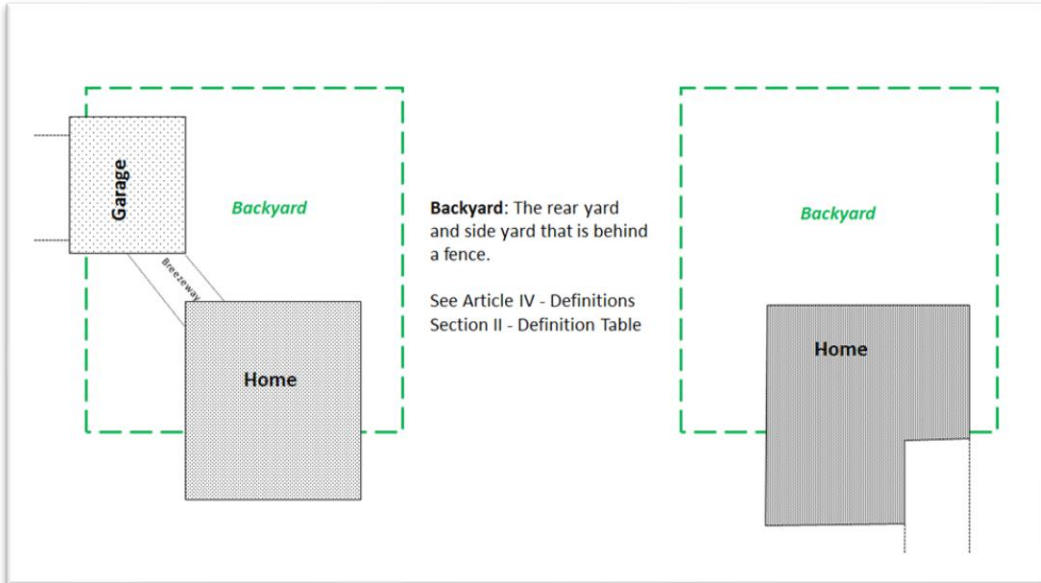 Garage
Backyard
Breezeway
Home
Backyard: The rear yard
and side yard that is behind
a fence.
See Article IV - Definitions
Section II - Definition Table
Backyard
Home